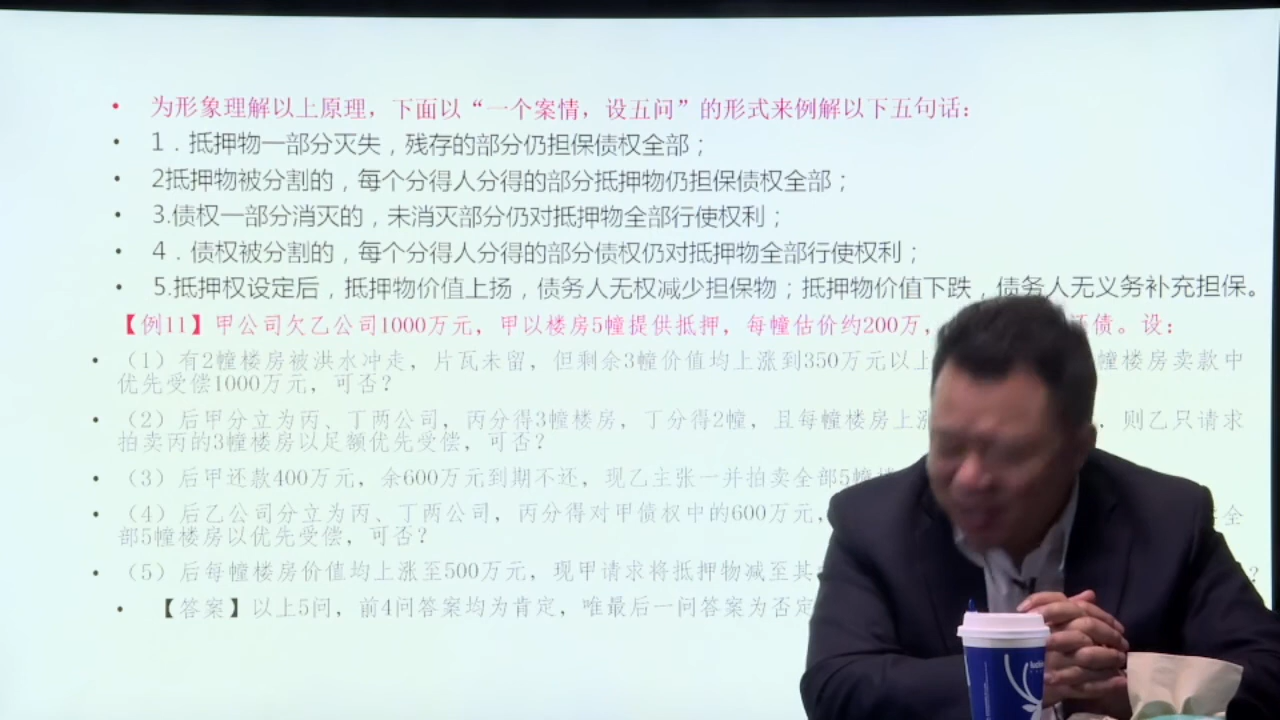 • 为形象理解以上原理，下面以“一个案情，设五问”的形式来例解以下五句话：
• 1．抵押物一部分灭失，残存的部分仍担保债权全部；
• 2抵押物被分割的，每个分得人分得的部分抵押物仍担保债权全部；
• 3.债权一部分消灭的，未消灭部分仍对抵押物全部行使权利；
• 4．债权被分割的，每个分得人分得的部分债权仍对抵押物全部行使权利；
• 5.抵押权设定后，抵押物价值上扬，债务人无权减少担保物；抵押物价值下跌，债务人无义务补充担保。
【例11】甲公司欠乙公司1000万元，甲以楼房5幢提供抵押，每幢估价约200万， 还债。设：
• （1）有2幢楼房被洪水冲走，片瓦未留，但剩余3幢价值均上涨到350万元以上 幢楼房卖款中
优先受偿1000万元，可否？
• （2）后甲分立为丙、丁两公司，丙分得3幢楼房，丁分得2幢，且每幢楼房上涨 ，则乙只请求
拍卖丙的3幢楼房以足额优先受偿，可否？
• （3）后甲还款400万元，余600万元到期不还，现乙主张一并拍卖全部5幢楼
• （4）后乙公司分立为丙、丁两公司，丙分得对甲债权中的600万元， 全
部5幢楼房以优先受偿，可否？
• （5）后每幢楼房价值均上涨至500万元，现甲请求将抵押物减至其 ？
• 【答案】以上5问，前4问答案均为肯定，唯最后一问答案为否定